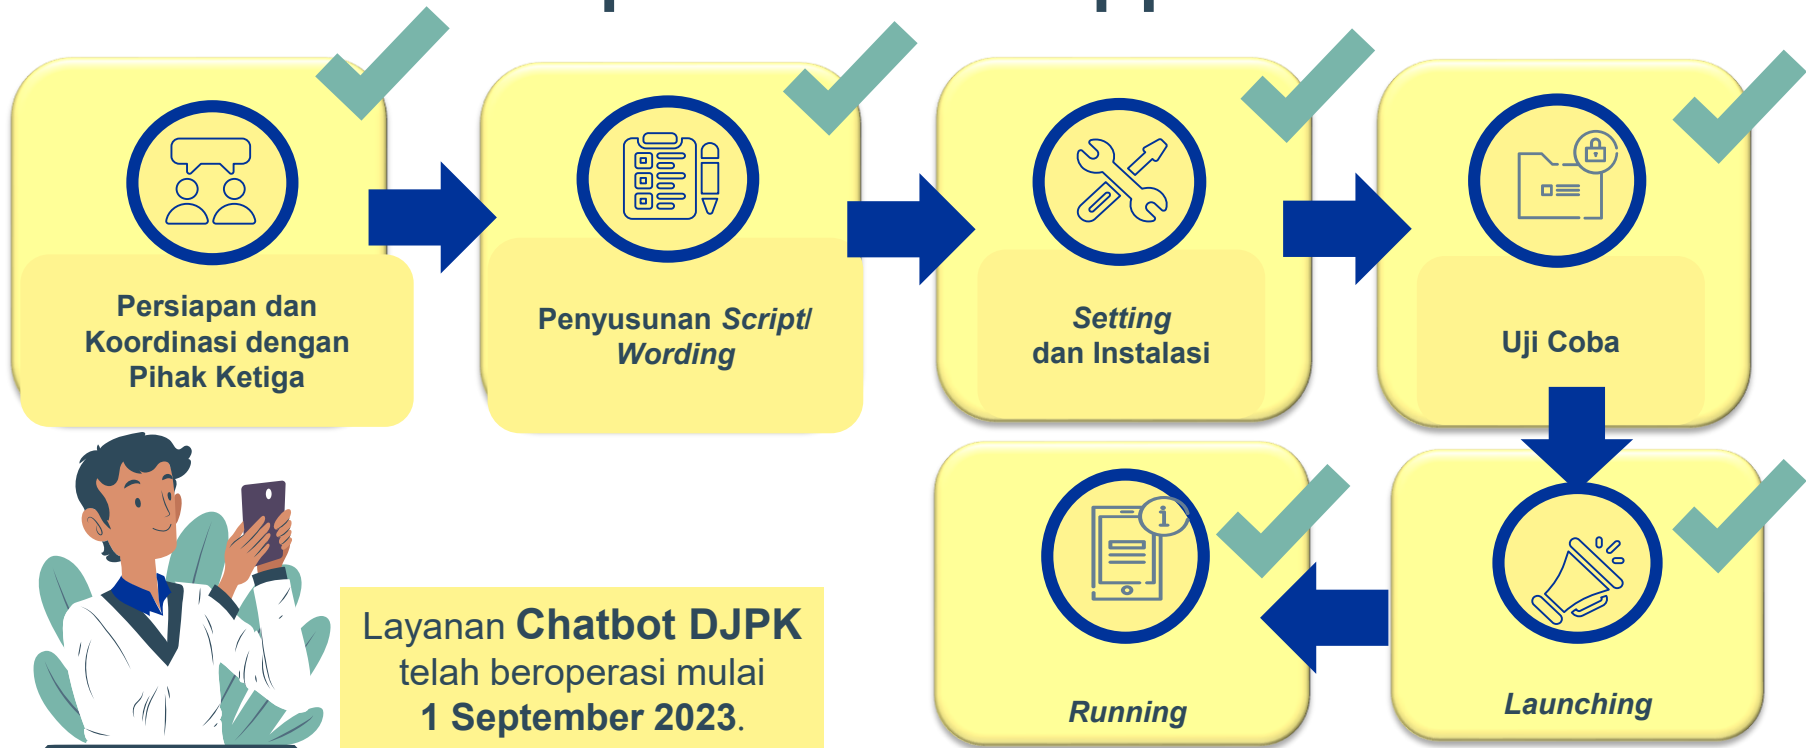 Persiapan dan
Koordinasi dengan
Pihak Ketiga
Penyusunan Script/
Wording
Setting
dan Instalasi
Uji Coba
Launching
Running
Layanan Chatbot DJPK
telah beroperasi mulai
1 September 2023.